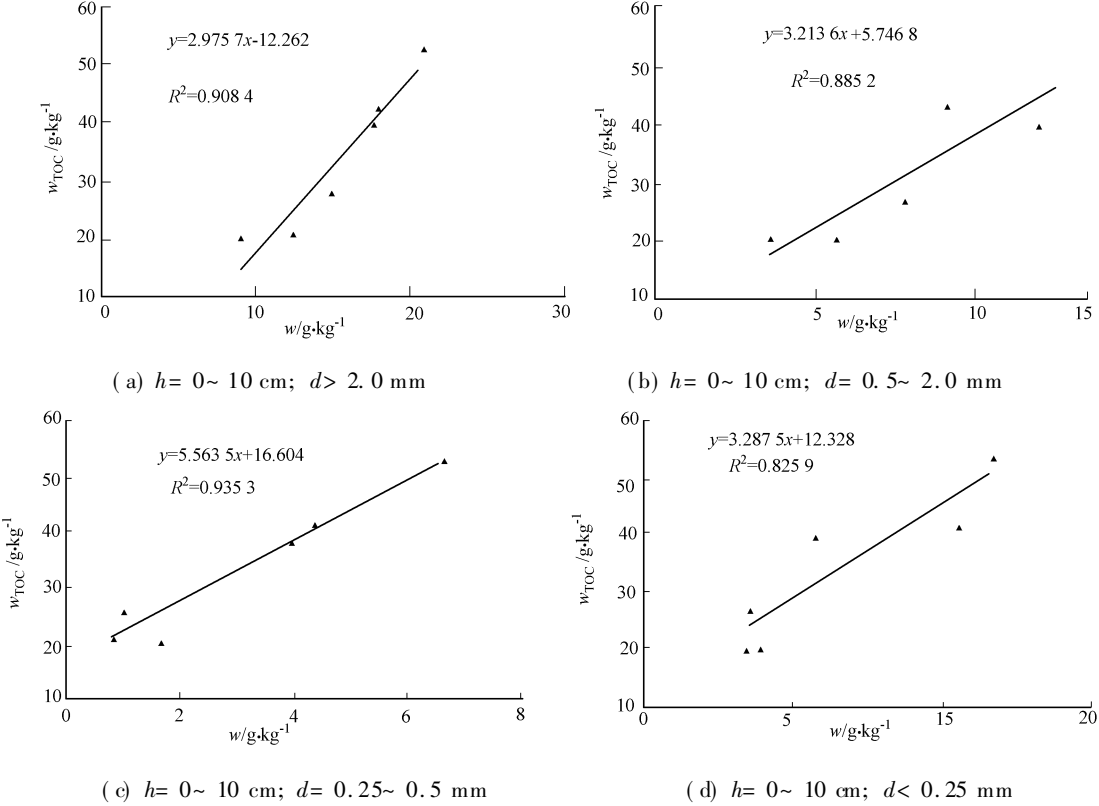 60
50
40
30
20
10
w_TOC/g·kg⁻¹
y=2.975 7x-12.262
R²=0.908 4
0 10 20 30
w/g·kg⁻¹
(a) h= 0~ 10 cm; d> 2.0 mm
60
50
40
30
20
10
w_TOC/g·kg⁻¹
y=3.213 6x+5.746 8
R²=0.885 2
0 5 10 15
w/g·kg⁻¹
(b) h= 0~ 10 cm; d= 0.5~ 2.0 mm
60
50
40
30
20
10
w_TOC/g·kg⁻¹
y=5.563 5x+16.604
R²=0.935 3
0 2 4 6 8
w/g·kg⁻¹
(c) h= 0~ 10 cm; d= 0.25~ 0.5 mm
60
50
40
30
20
10
w_TOC/g·kg⁻¹
y=3.287 5x+12.328
R²=0.825 9
0 5 15 20
w/g·kg⁻¹
(d) h= 0~ 10 cm; d< 0.25 mm